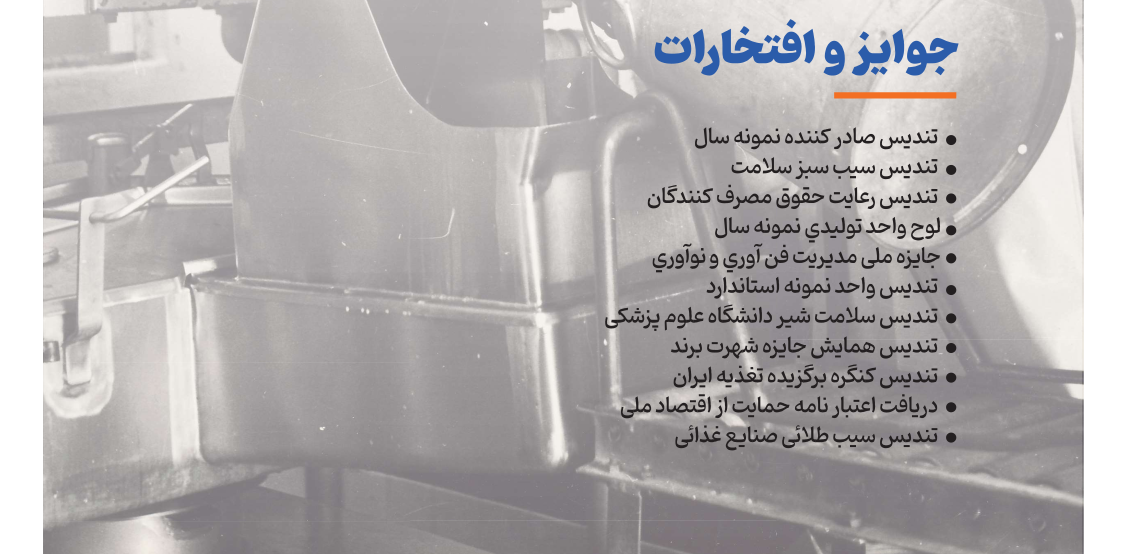 جوایز و افتخارات
● تندیس صادر کننده نمونه سال
● تندیس سیب سبز سلامت
● تندیس رعایت حقوق مصرف کنندگان
● لوح واحد تولیدي نمونه سال
● جایزه ملی مدیریت فن آوري و نوآوري
● تندیس واحد نمونه استاندارد
● تندیس سلامت شیر دانشگاه علوم پزشکی
● تندیس همایش جایزه شهرت برند
● تندیس کنگره برگزیده تغذیه ایران
● دریافت اعتبار نامه حمایت از اقتصاد ملی
● تندیس سیب طلائی صنایع غذائی